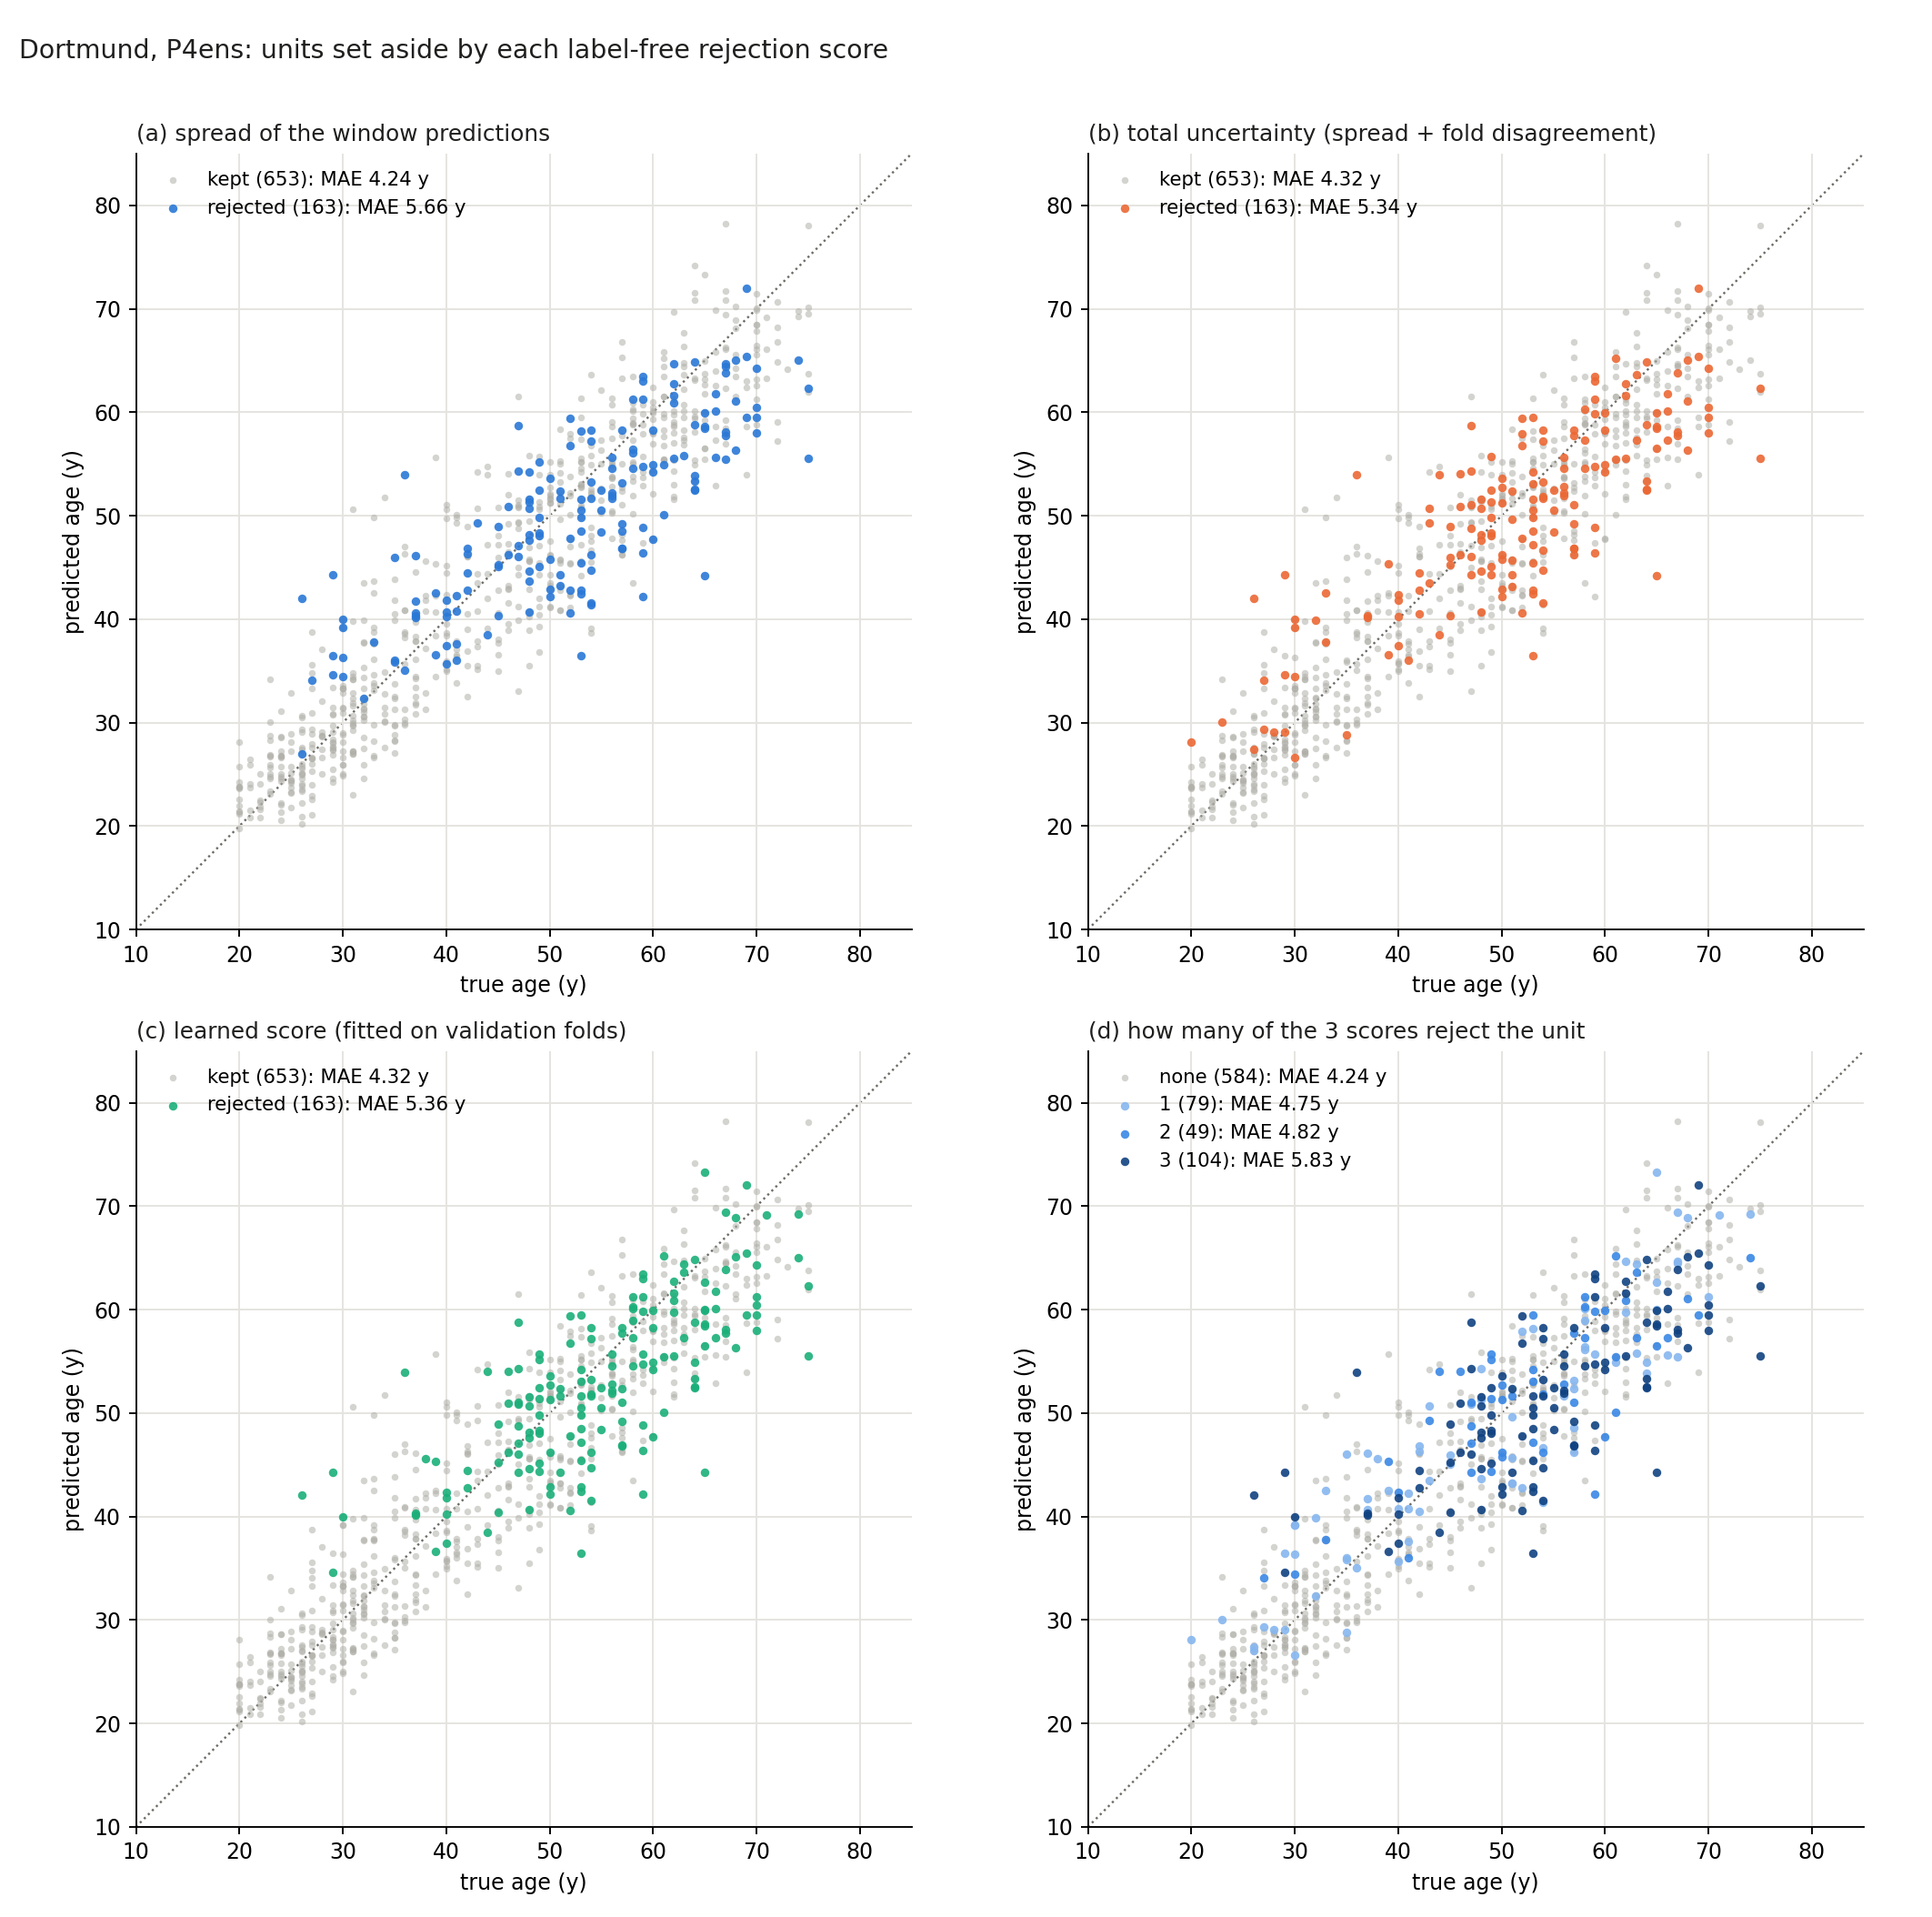 Dortmund, P4ens: units set aside by each label-free rejection score
(a) spread of the window predictions
kept (653): MAE 4.24 y
rejected (163): MAE 5.66 y
80
70
60
50
40
30
20
10
predicted age (y)
10 20 30 40 50 60 70 80
true age (y)
(b) total uncertainty (spread + fold disagreement)
kept (653): MAE 4.32 y
rejected (163): MAE 5.34 y
80
70
60
50
40
30
20
10
predicted age (y)
10 20 30 40 50 60 70 80
true age (y)
(c) learned score (fitted on validation folds)
kept (653): MAE 4.32 y
rejected (163): MAE 5.36 y
80
70
60
50
40
30
20
10
predicted age (y)
10 20 30 40 50 60 70 80
true age (y)
(d) how many of the 3 scores reject the unit
none (584): MAE 4.24 y
1 (79): MAE 4.75 y
2 (49): MAE 4.82 y
3 (104): MAE 5.83 y
80
70
60
50
40
30
20
10
predicted age (y)
10 20 30 40 50 60 70 80
true age (y)